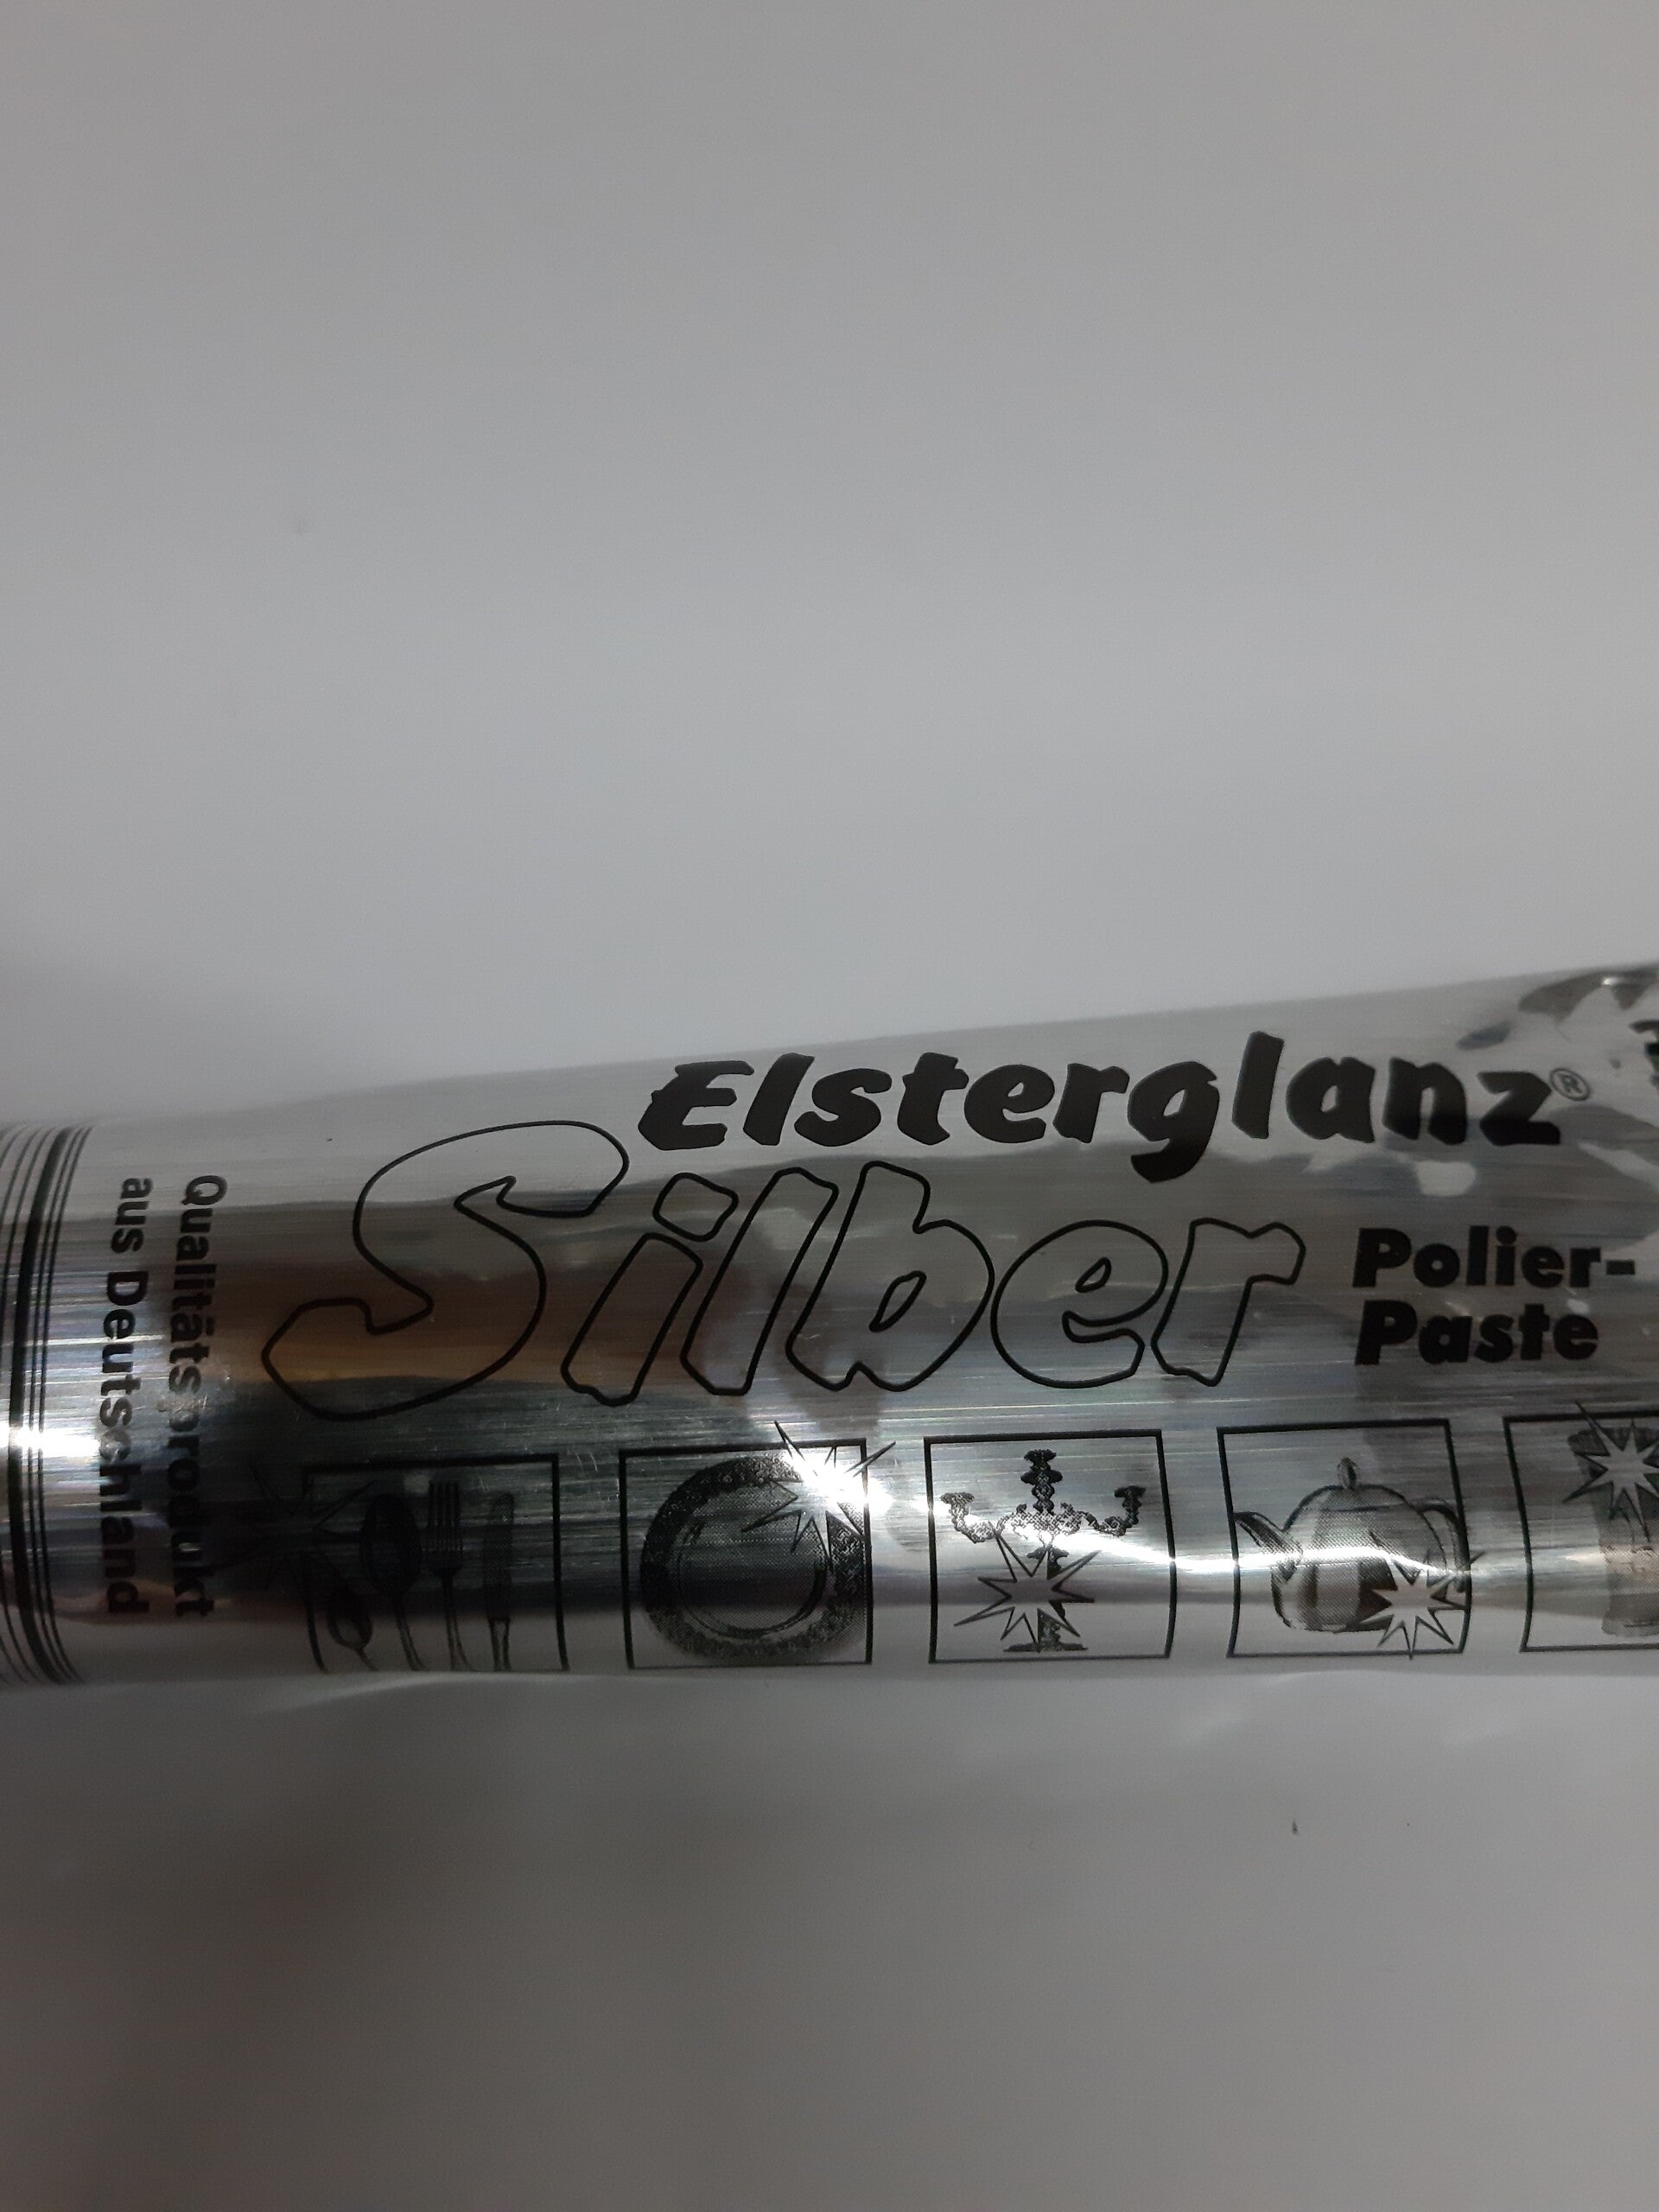 Elsterglanz®
Silber
Polier-
Paste
Qualitätsprodukt
aus Deutschland